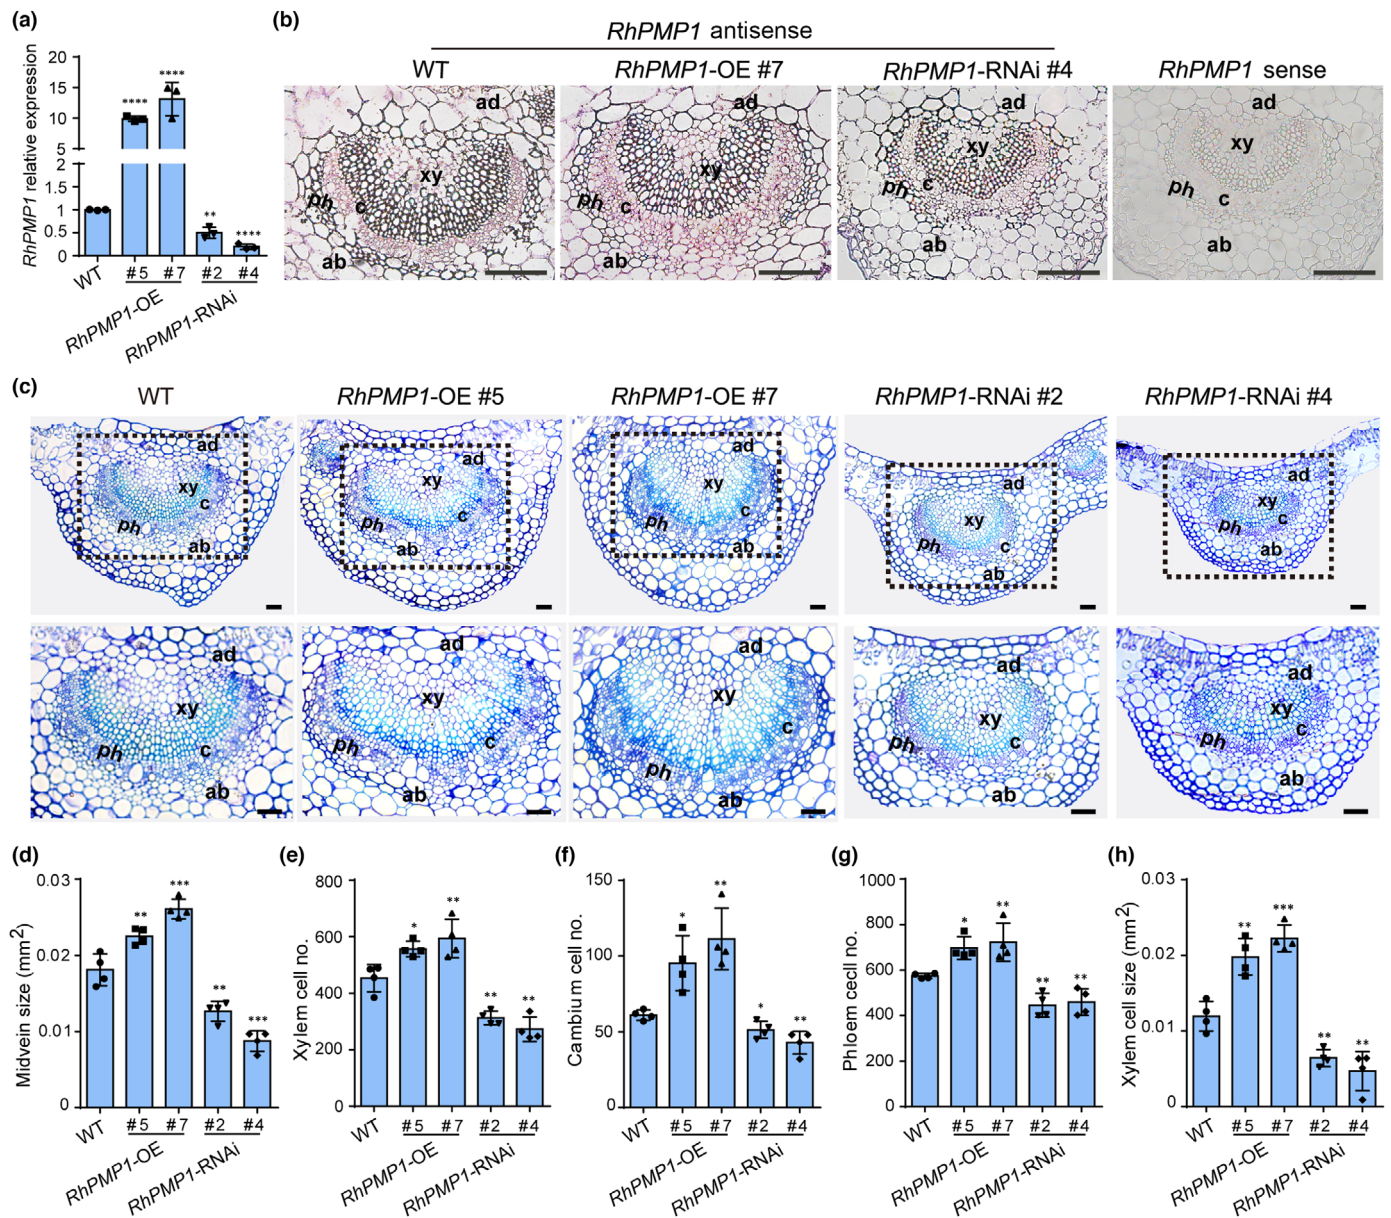 (a)
RhPMP1 relative expression
20
15
10
5
2
1.5
1
0.5
0
****
****
**
****
WT
#5
#7
#2
#4
RhPMP1-OE
RhPMP1-RNAi
(b)
RhPMP1 antisense
WT
RhPMP1-OE #7
RhPMP1-RNAi #4
RhPMP1 sense
ad
xy
ph
c
ab
ad
xy
ph
c
ab
ad
xy
ph
c
ab
ad
xy
ph
c
ab
(c)
WT
RhPMP1-OE #5
RhPMP1-OE #7
RhPMP1-RNAi #2
RhPMP1-RNAi #4
ad
xy
c
ph
ab
ad
xy
c
ph
ab
ad
xy
c
ph
ab
ad
xy
c
ph
ab
ad
xy
c
ph
ab
ad
xy
c
ph
ab
ad
xy
c
ph
ab
ad
xy
c
ph
ab
ad
xy
c
ph
ab
ad
xy
c
ph
ab
(d)
Midvein size (mm²)
0.03
0.02
0.01
0
**
***
**
***
WT
#5
#7
#2
#4
RhPMP1-OE
RhPMP1-RNAi
(e)
Xylem cell no.
800
600
400
200
0
*
**
**
**
WT
#5
#7
#2
#4
RhPMP1-OE
RhPMP1-RNAi
(f)
Cambium cell no.
150
100
50
0
*
**
*
**
WT
#5
#7
#2
#4
RhPMP1-OE
RhPMP1-RNAi
(g)
Phloem cecll no.
1000
800
600
400
200
0
*
**
**
**
WT
#5
#7
#2
#4
RhPMP1-OE
RhPMP1-RNAi
(h)
Xylem cell size (mm²)
0.03
0.02
0.01
0
**
***
**
**
WT
#5
#7
#2
#4
RhPMP1-OE
RhPMP1-RNAi